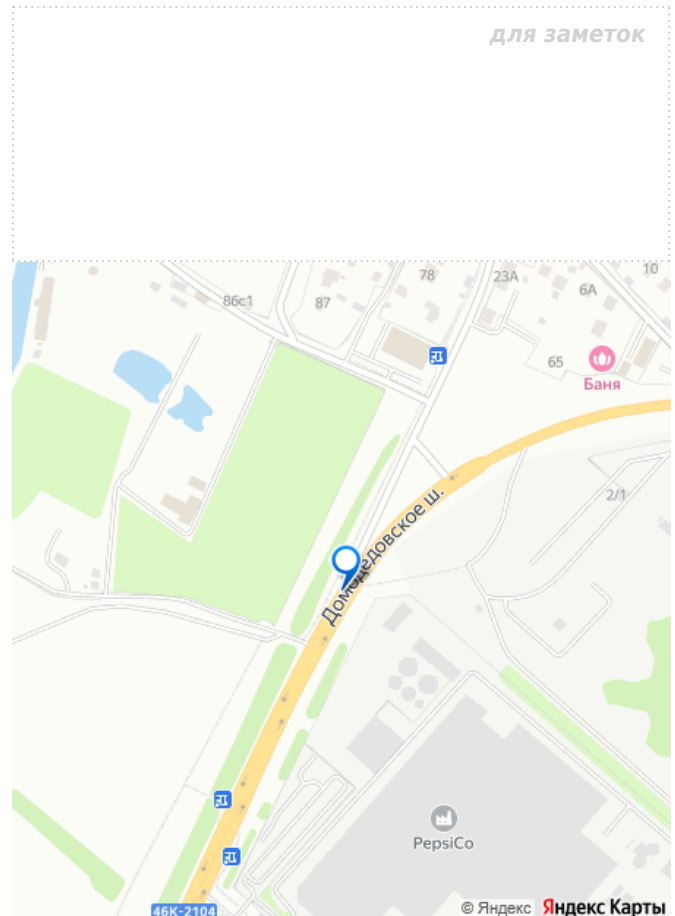 для заметок
78
23А
10
86с1
87
6А
65
Баня
2/1
Домодедовское ш.
PepsiCo
46К-2104
© Яндекс Яндекс Карты